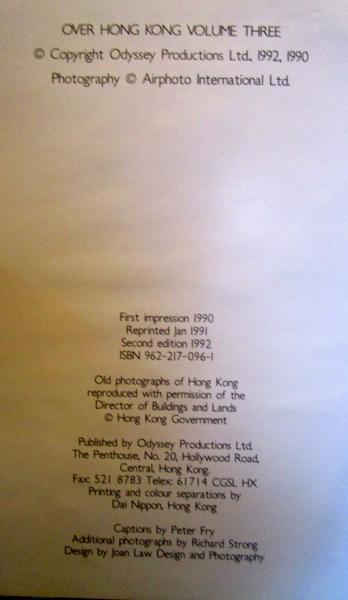 OVER HONG KONG VOLUME THREE
© Copyright Odyssey Productions Ltd., 1992, 1990
Photography © Airphoto International Ltd.
First impression 1990
Reprinted Jan 1991
Second edition 1992
ISBN 962-217-096-1
Old photographs of Hong Kong
reproduced with permission of the
Director of Buildings and Lands
© Hong Kong Government
Published by Odyssey Productions Ltd.
The Penthouse, No. 20, Hollywood Road,
Central, Hong Kong.
Fax: 521 8783 Telex: 61714 CGSL HX
Printing and colour separations by
Dai Nippon, Hong Kong
Captions by Peter Fry
Additional photographs by Richard Strong
Design by Joan Law Design and Photography